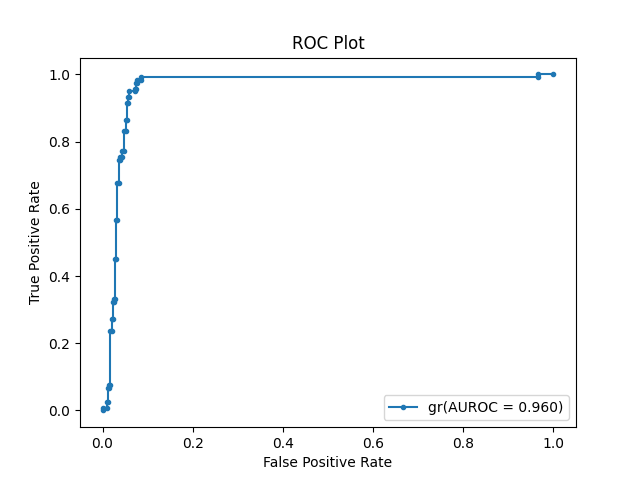 ROC Plot
1.0
0.8
0.6
0.4
0.2
0.0
True Positive Rate
gr(AUROC = 0.960)
0.0 0.2 0.4 0.6 0.8 1.0
False Positive Rate